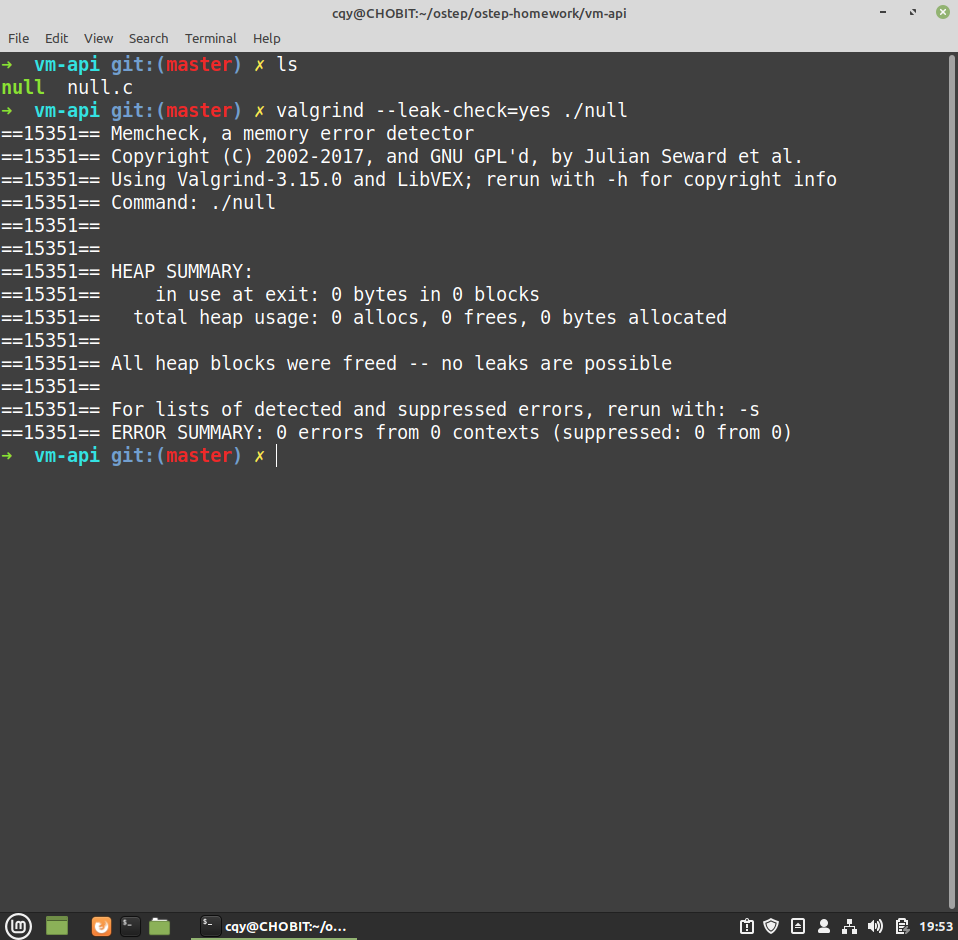 cqy@CHOBIT:~/ostep/ostep-homework/vm-api
File Edit View Search Terminal Help
➜ vm-api git:(master) ✗ ls
null null.c
➜ vm-api git:(master) ✗ valgrind --leak-check=yes ./null
==15351== Memcheck, a memory error detector
==15351== Copyright (C) 2002-2017, and GNU GPL'd, by Julian Seward et al.
==15351== Using Valgrind-3.15.0 and LibVEX; rerun with -h for copyright info
==15351== Command: ./null
==15351==
==15351==
==15351== HEAP SUMMARY:
==15351==     in use at exit: 0 bytes in 0 blocks
==15351==   total heap usage: 0 allocs, 0 frees, 0 bytes allocated
==15351==
==15351== All heap blocks were freed -- no leaks are possible
==15351==
==15351== For lists of detected and suppressed errors, rerun with: -s
==15351== ERROR SUMMARY: 0 errors from 0 contexts (suppressed: 0 from 0)
➜ vm-api git:(master) ✗
cqy@CHOBIT:~/o... 19:53